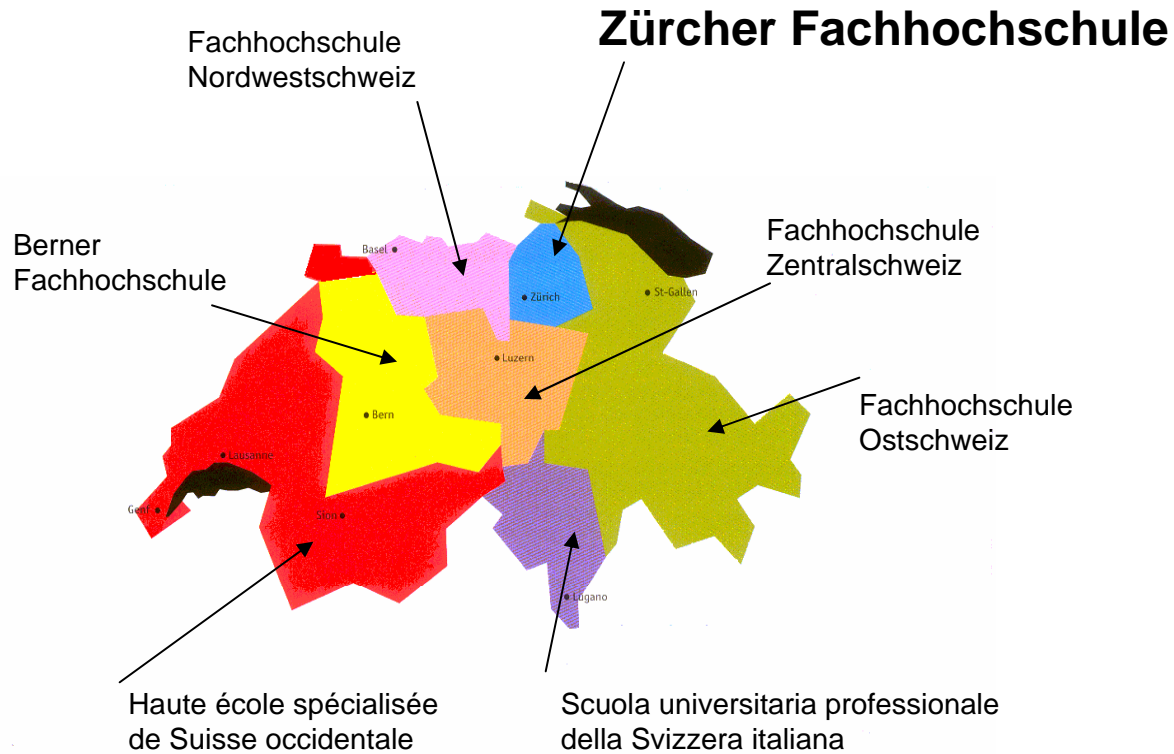 Zürcher Fachhochschule
Fachhochschule
Nordwestschweiz
Berner
Fachhochschule
Fachhochschule
Zentralschweiz
Fachhochschule
Ostschweiz
Basel
Zürich
St-Gallen
Luzern
Bern
Lausanne
Genf
Sion
Lugano
Haute école spécialisée
de Suisse occidentale
Scuola universitaria professionale
della Svizzera italiana